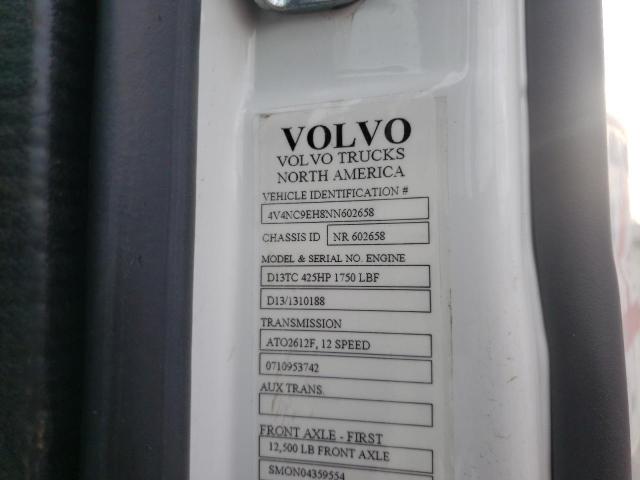 VOLVO
VOLVO TRUCKS
NORTH AMERICA
VEHICLE IDENTIFICATION #
4V4NC9EH8NN602658
CHASSIS ID NR 602658
MODEL & SERIAL NO. ENGINE
D13TC 425HP 1750 LBF
D13/1310188
TRANSMISSION
ATO2612F, 12 SPEED
0710953742
AUX TRANS.
FRONT AXLE - FIRST
12,500 LB FRONT AXLE
SMON04359554